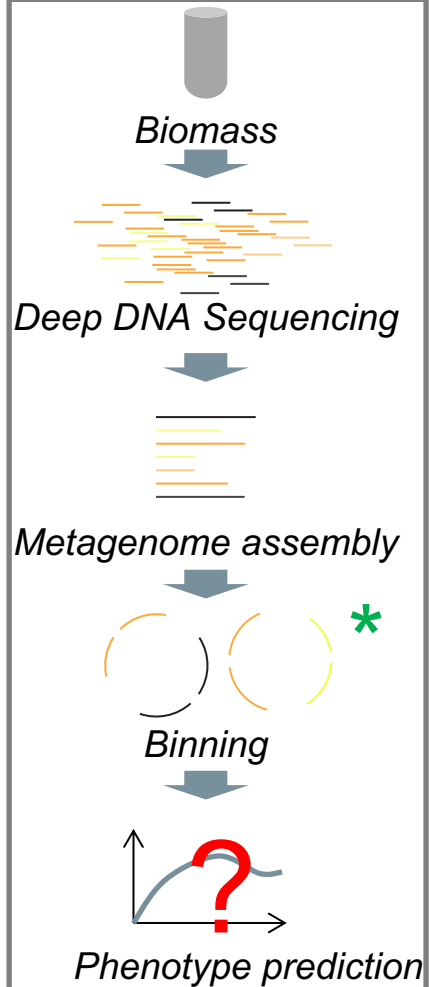 Biomass
Deep DNA Sequencing
Metagenome assembly
*
Binning
?
Phenotype prediction